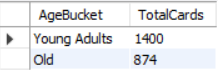 AgeBucket TotalCards
Young Adults 1400
Old 874